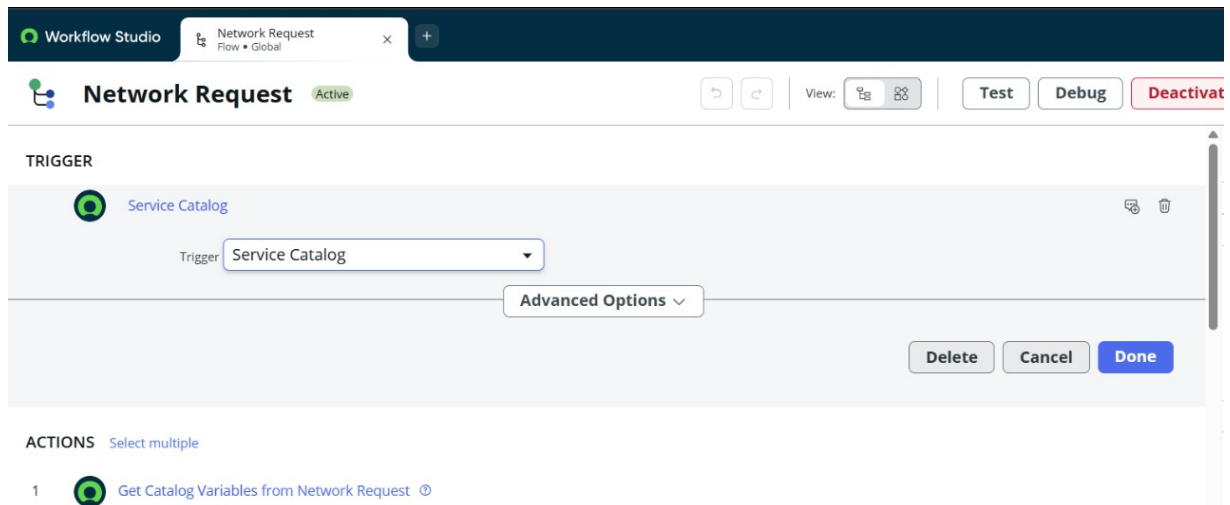 Workflow Studio
Network Request
Flow • Global
Network Request Active
View:
Test
Debug
Deactivat
TRIGGER
Service Catalog
Trigger Service Catalog
Advanced Options
Delete
Cancel
Done
ACTIONS Select multiple
1 Get Catalog Variables from Network Request